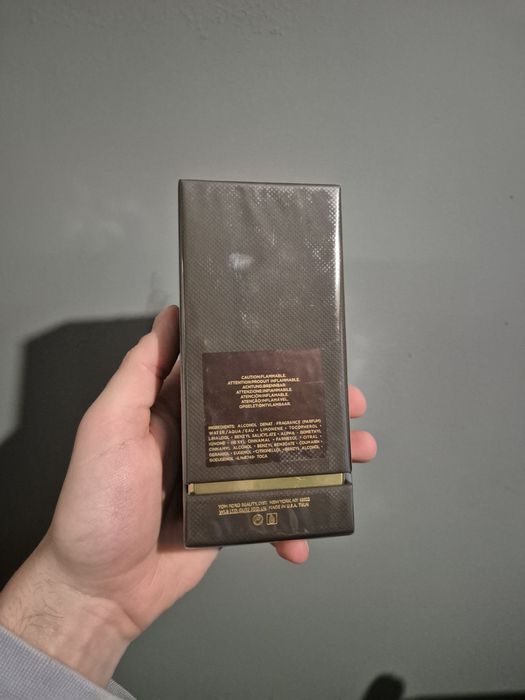 CAUTION:FLAMMABLE.
ATTENTION:PRODUIT INFLAMMABLE.
ACHTUNG:BRENNBAR.
ATTENZIONE:INFIAMMABILE.
ATENCIÓN:INFLAMABLE.
ATENÇÃO:INFLAMÁVEL.
OPGELET:ONTVLAMBAAR.
INGREDIENTS: ALCOHOL DENAT · FRAGRANCE (PARFUM)
WATER / AQUA / EAU · LIMONENE · TOCOPHEROL ·
LINALOOL · BENZYL SALICYLATE · ALPHA - ISOMETHYL
IONONE · HEXYL CINNAMAL · FARNESOL · CITRAL ·
CINNAMYL ALCOHOL · BENZYL BENZOATE · COUMARIN ·
GERANIOL · EUGENOL · CITRONELLOL · BENZYL ALCOHOL ·
ISOEUGENOL
TOM FORD BEAUTY, DIST. NEW YORK, NY
MADE IN U.S.A.